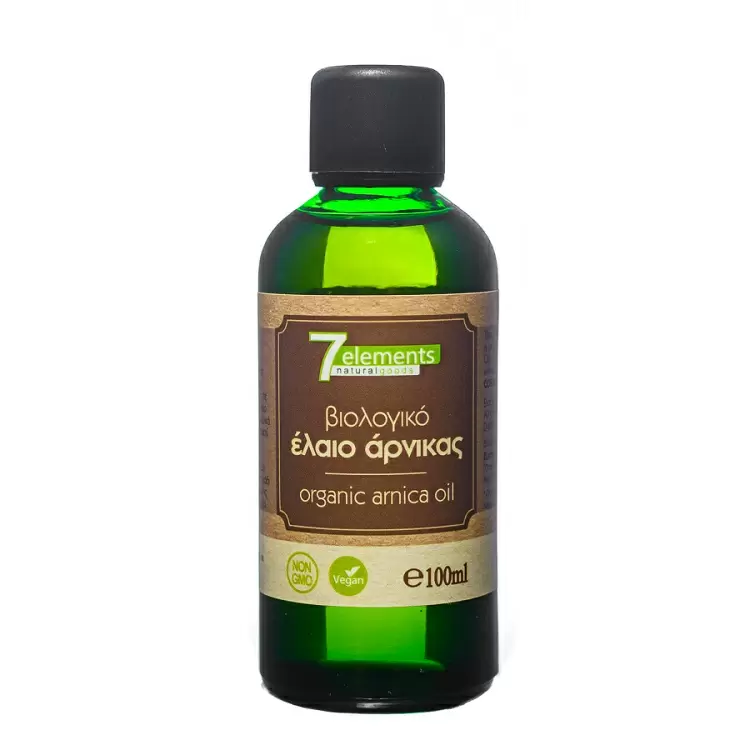 7 elements
naturalgoods
βιολογικό
έλαιο άρνικας
organic arnica oil
NON
GMO
Vegan
℮100ml